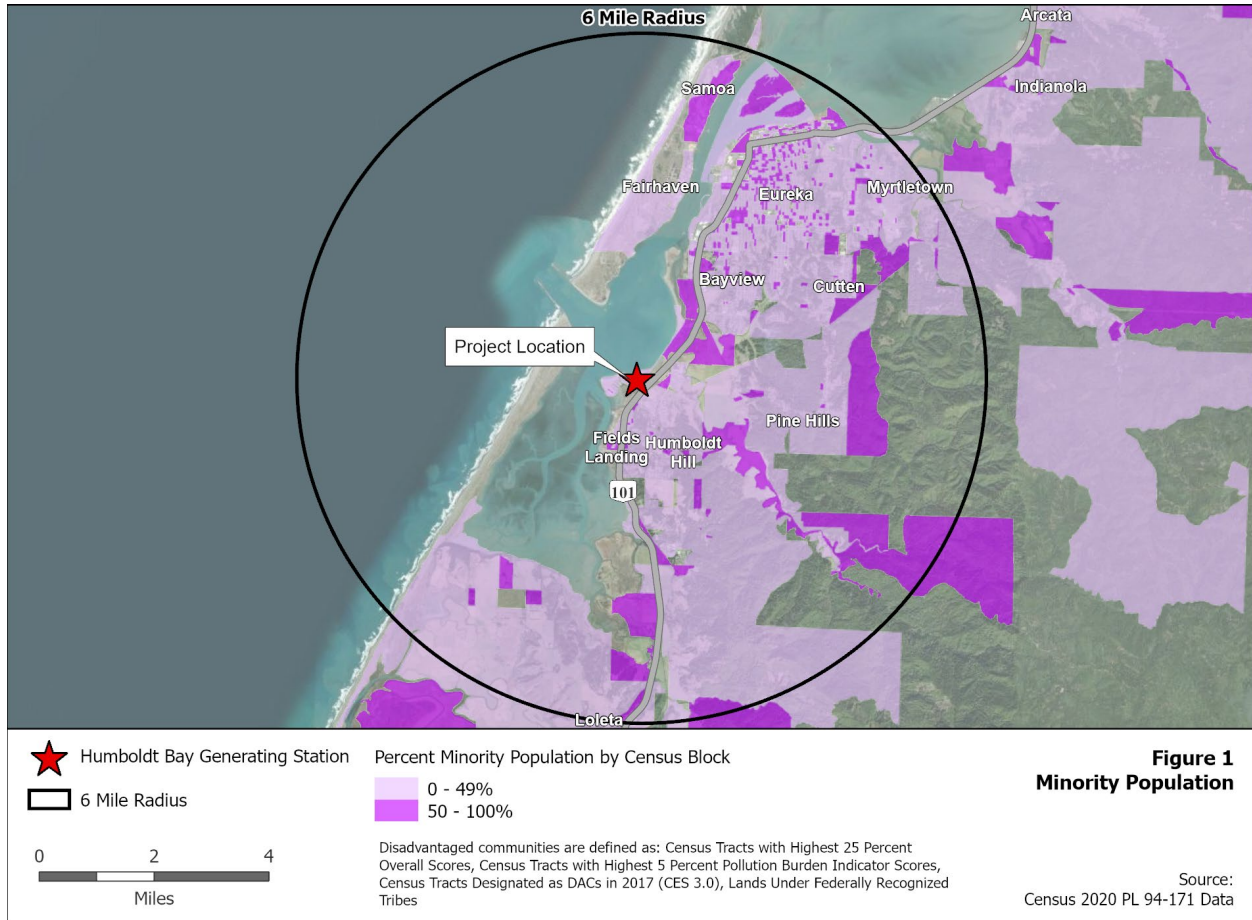 6 Mile Radius
Arcata
Samoa
Indianola
Fairhaven
Eureka
Myrtletown
Bayview
Cutten
Project Location
Pine Hills
Fields
Landing
Humboldt
Hill
101
Loleta
Humboldt Bay Generating Station
6 Mile Radius
0 2 4
Miles
Percent Minority Population by Census Block
0 - 49%
50 - 100%
Disadvantaged communities are defined as: Census Tracts with Highest 25 Percent
Overall Scores, Census Tracts with Highest 5 Percent Pollution Burden Indicator Scores,
Census Tracts Designated as DACs in 2017 (CES 3.0), Lands Under Federally Recognized
Tribes
Figure 1
Minority Population
Source:
Census 2020 PL 94-171 Data